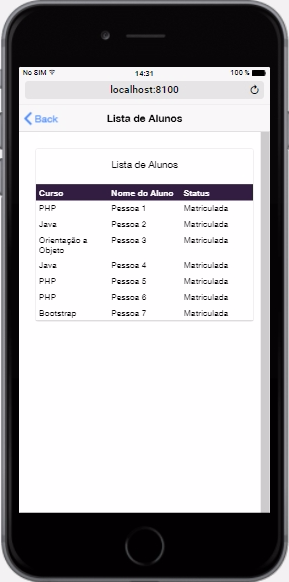 No SIM 14:31 100 %
localhost:8100
Back Lista de Alunos
Lista de Alunos
Curso Nome do Aluno Status
PHP Pessoa 1 Matriculada
Java Pessoa 2 Matriculada
Orientação a Pessoa 3 Matriculada
Objeto
Java Pessoa 4 Matriculada
PHP Pessoa 5 Matriculada
PHP Pessoa 6 Matriculada
Bootstrap Pessoa 7 Matriculada